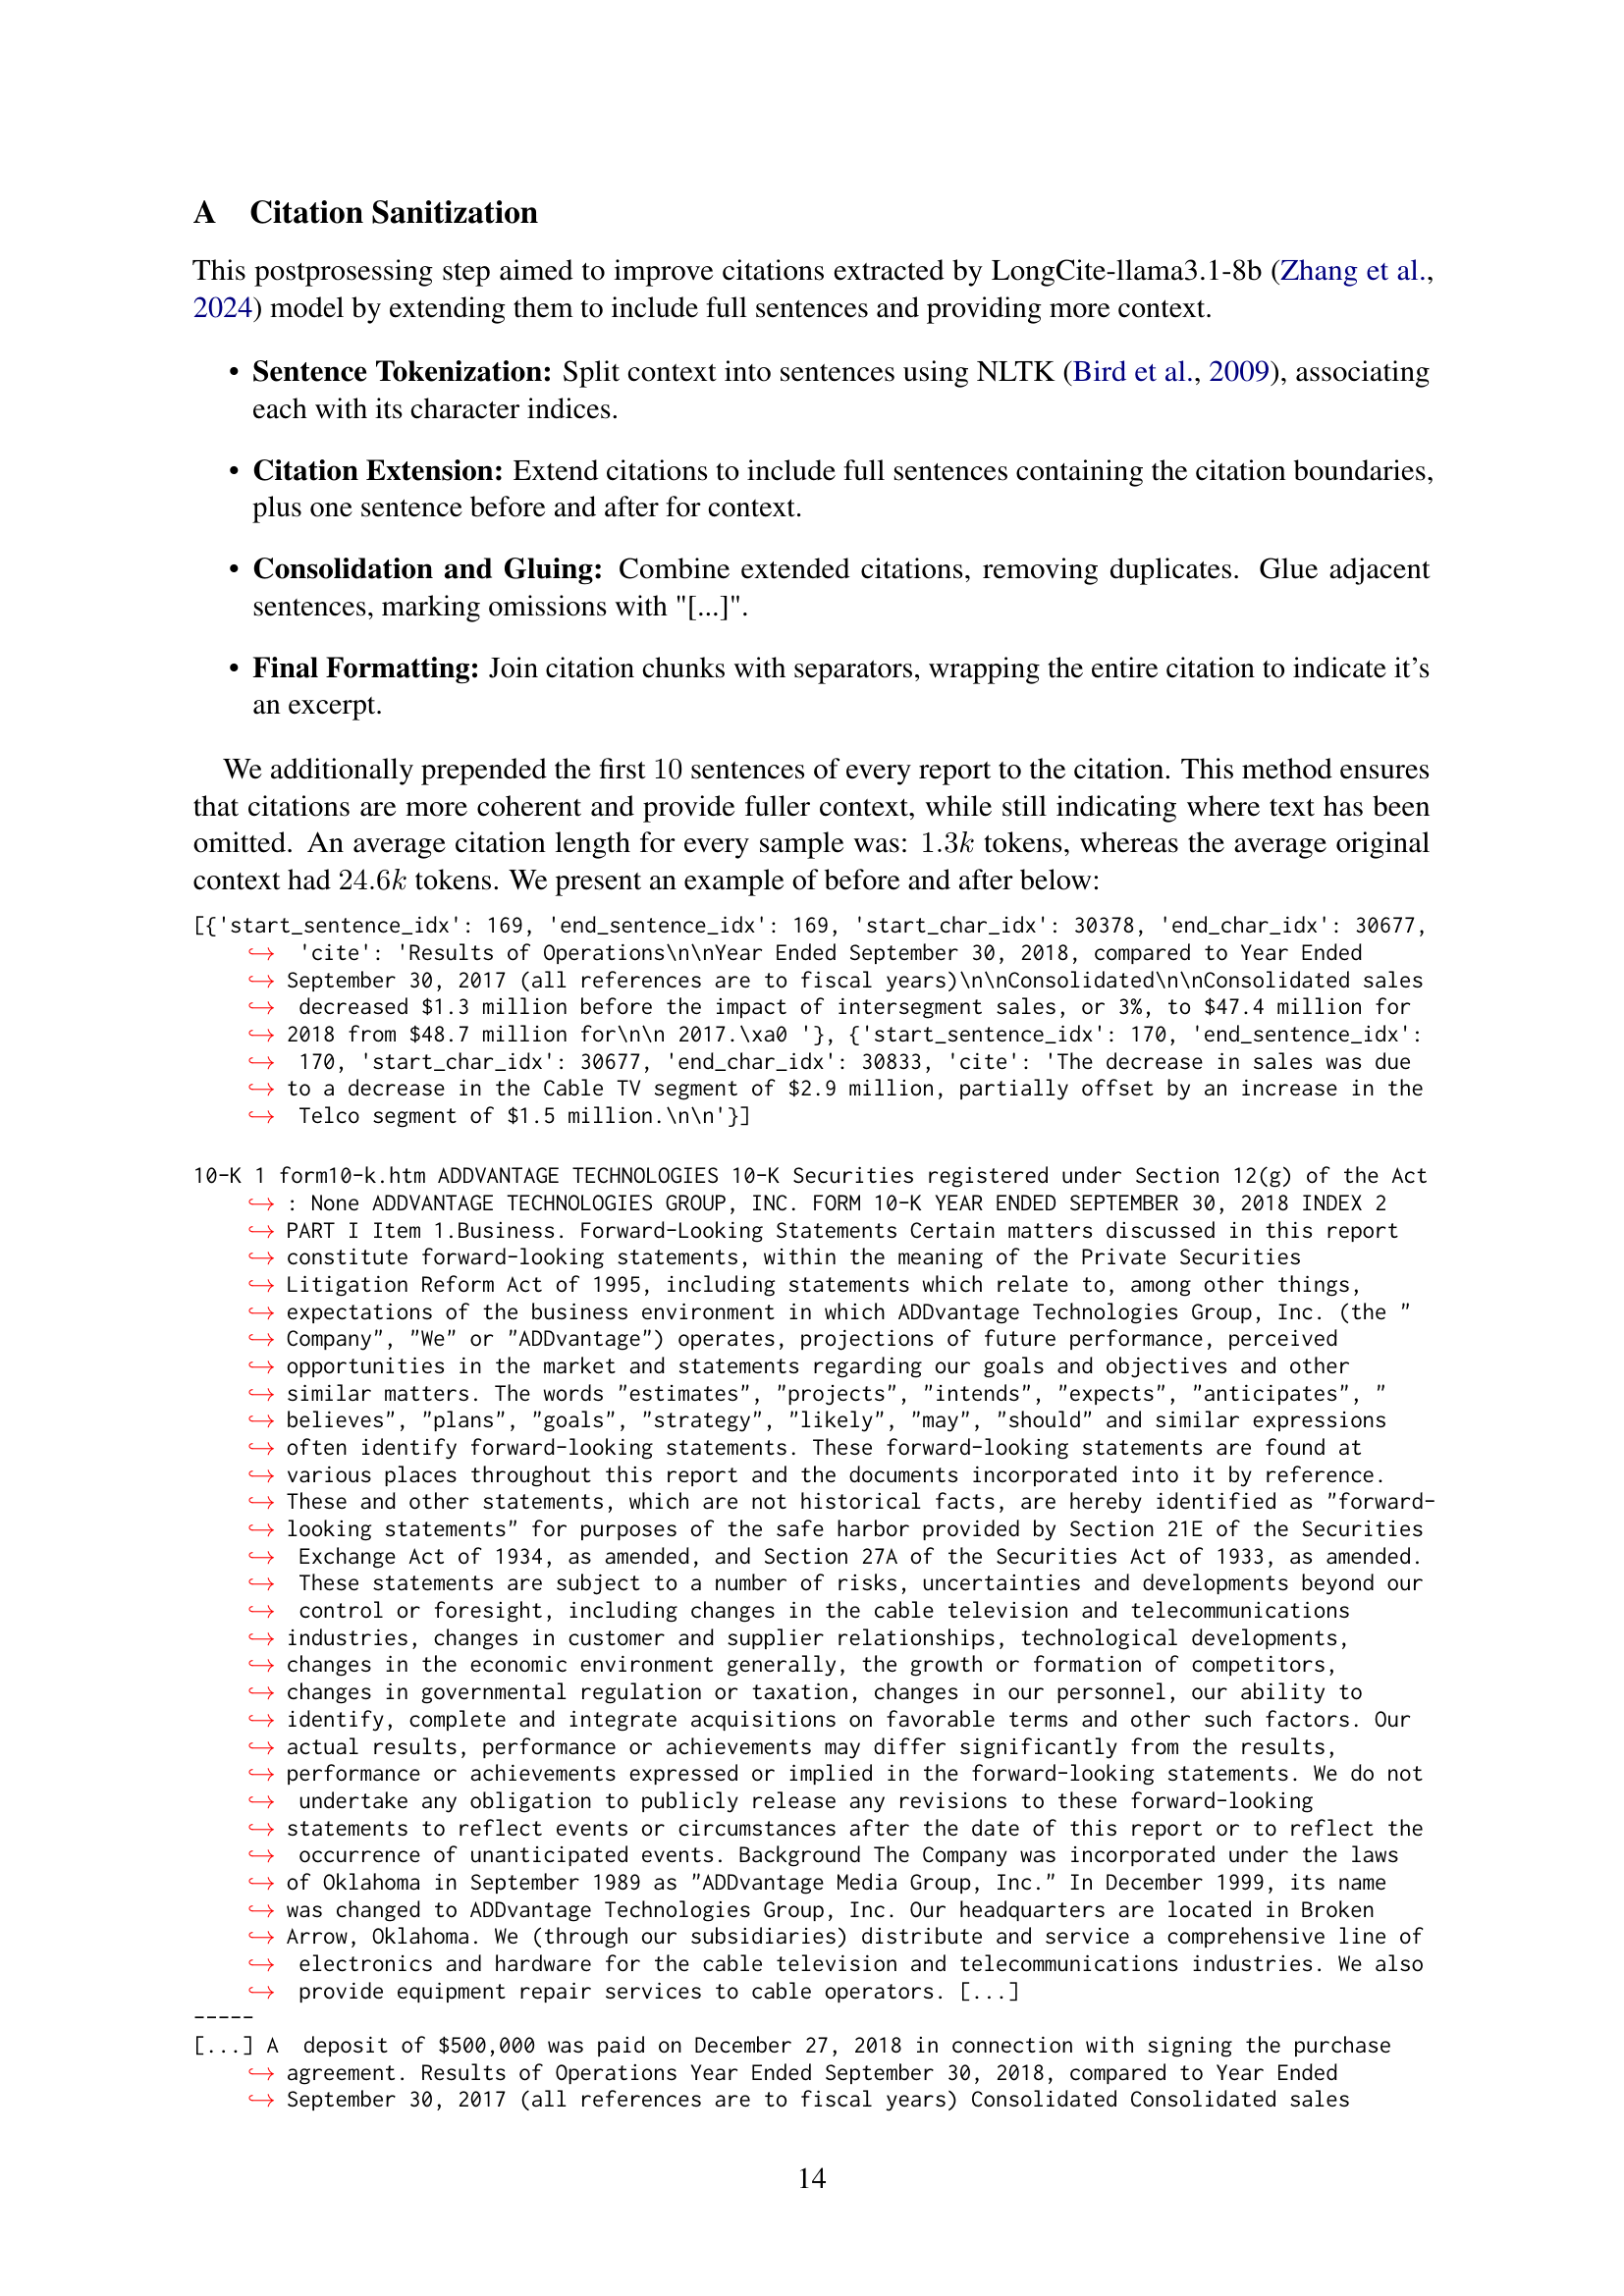 A Citation Sanitization
This postprosessing step aimed to improve citations extracted by LongCite-llama3.1-8b (Zhang et al.,
2024) model by extending them to include full sentences and providing more context.
• Sentence Tokenization: Split context into sentences using NLTK (Bird et al., 2009), associating
each with its character indices.
• Citation Extension: Extend citations to include full sentences containing the citation boundaries,
plus one sentence before and after for context.
• Consolidation and Gluing: Combine extended citations, removing duplicates. Glue adjacent
sentences, marking omissions with "[...]".
• Final Formatting: Join citation chunks with separators, wrapping the entire citation to indicate it's
an excerpt.
We additionally prepended the first 10 sentences of every report to the citation. This method ensures
that citations are more coherent and provide fuller context, while still indicating where text has been
omitted. An average citation length for every sample was: 1.3k tokens, whereas the average original
context had 24.6k tokens. We present an example of before and after below:
[{'start_sentence_idx': 169, 'end_sentence_idx': 169, 'start_char_idx': 30378, 'end_char_idx': 30677,
↪ 'cite': 'Results of Operations\n\nYear Ended September 30, 2018, compared to Year Ended
↪ September 30, 2017 (all references are to fiscal years)\n\nConsolidated\n\nConsolidated sales
↪ decreased $1.3 million before the impact of intersegment sales, or 3%, to $47.4 million for
↪ 2018 from $48.7 million for\n\n 2017.\xa0 '}, {'start_sentence_idx': 170, 'end_sentence_idx':
↪ 170, 'start_char_idx': 30677, 'end_char_idx': 30833, 'cite': 'The decrease in sales was due
↪ to a decrease in the Cable TV segment of $2.9 million, partially offset by an increase in the
↪ Telco segment of $1.5 million.\n\n'}]
10-K 1 form10-k.htm ADDVANTAGE TECHNOLOGIES 10-K Securities registered under Section 12(g) of the Act
↪ : None ADDVANTAGE TECHNOLOGIES GROUP, INC. FORM 10-K YEAR ENDED SEPTEMBER 30, 2018 INDEX 2
↪ PART I Item 1.Business. Forward-Looking Statements Certain matters discussed in this report
↪ constitute forward-looking statements, within the meaning of the Private Securities
↪ Litigation Reform Act of 1995, including statements which relate to, among other things,
↪ expectations of the business environment in which ADDvantage Technologies Group, Inc. (the "
↪ Company", "We" or "ADDvantage") operates, projections of future performance, perceived
↪ opportunities in the market and statements regarding our goals and objectives and other
↪ similar matters. The words "estimates", "projects", "intends", "expects", "anticipates", "
↪ believes", "plans", "goals", "strategy", "likely", "may", "should" and similar expressions
↪ often identify forward-looking statements. These forward-looking statements are found at
↪ various places throughout this report and the documents incorporated into it by reference.
↪ These and other statements, which are not historical facts, are hereby identified as "forward-
↪ looking statements" for purposes of the safe harbor provided by Section 21E of the Securities
↪ Exchange Act of 1934, as amended, and Section 27A of the Securities Act of 1933, as amended.
↪ These statements are subject to a number of risks, uncertainties and developments beyond our
↪ control or foresight, including changes in the cable television and telecommunications
↪ industries, changes in customer and supplier relationships, technological developments,
↪ changes in the economic environment generally, the growth or formation of competitors,
↪ changes in governmental regulation or taxation, changes in our personnel, our ability to
↪ identify, complete and integrate acquisitions on favorable terms and other such factors. Our
↪ actual results, performance or achievements may differ significantly from the results,
↪ performance or achievements expressed or implied in the forward-looking statements. We do not
↪ undertake any obligation to publicly release any revisions to these forward-looking
↪ statements to reflect events or circumstances after the date of this report or to reflect the
↪ occurrence of unanticipated events. Background The Company was incorporated under the laws
↪ of Oklahoma in September 1989 as "ADDvantage Media Group, Inc." In December 1999, its name
↪ was changed to ADDvantage Technologies Group, Inc. Our headquarters are located in Broken
↪ Arrow, Oklahoma. We (through our subsidiaries) distribute and service a comprehensive line of
↪ electronics and hardware for the cable television and telecommunications industries. We also
↪ provide equipment repair services to cable operators. [...]
-----
[...] A  deposit of $500,000 was paid on December 27, 2018 in connection with signing the purchase
↪ agreement. Results of Operations Year Ended September 30, 2018, compared to Year Ended
↪ September 30, 2017 (all references are to fiscal years) Consolidated Consolidated sales
14